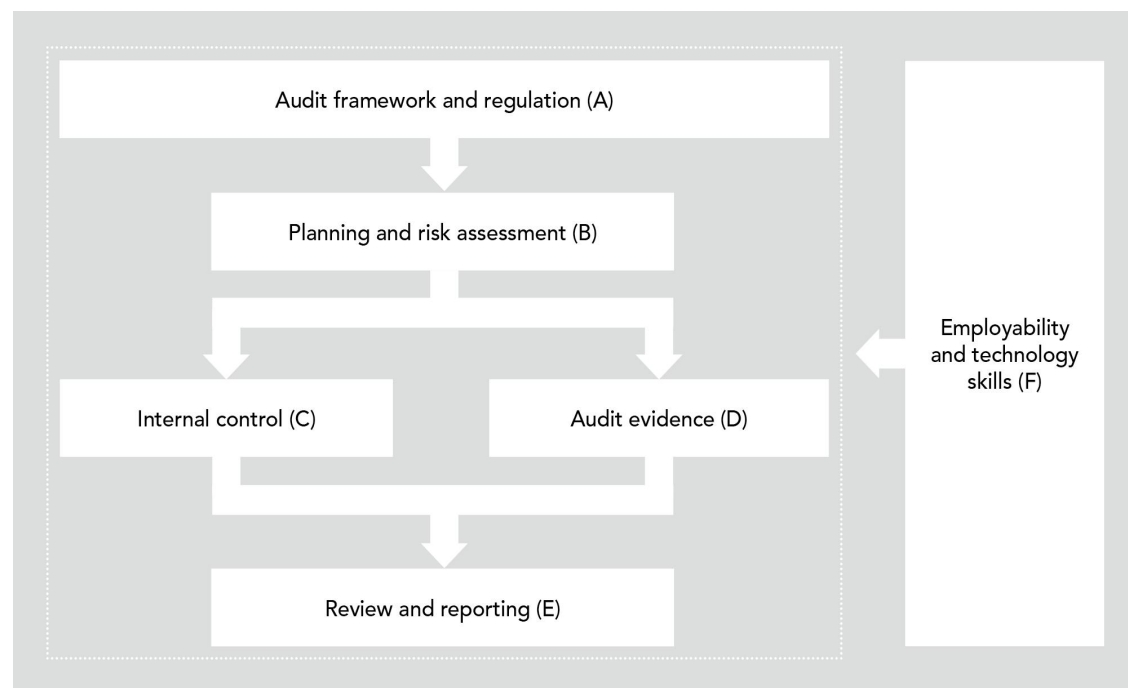 Audit framework and regulation (A)
Planning and risk assessment (B)
Internal control (C)
Audit evidence (D)
Review and reporting (E)
Employability
and technology
skills (F)